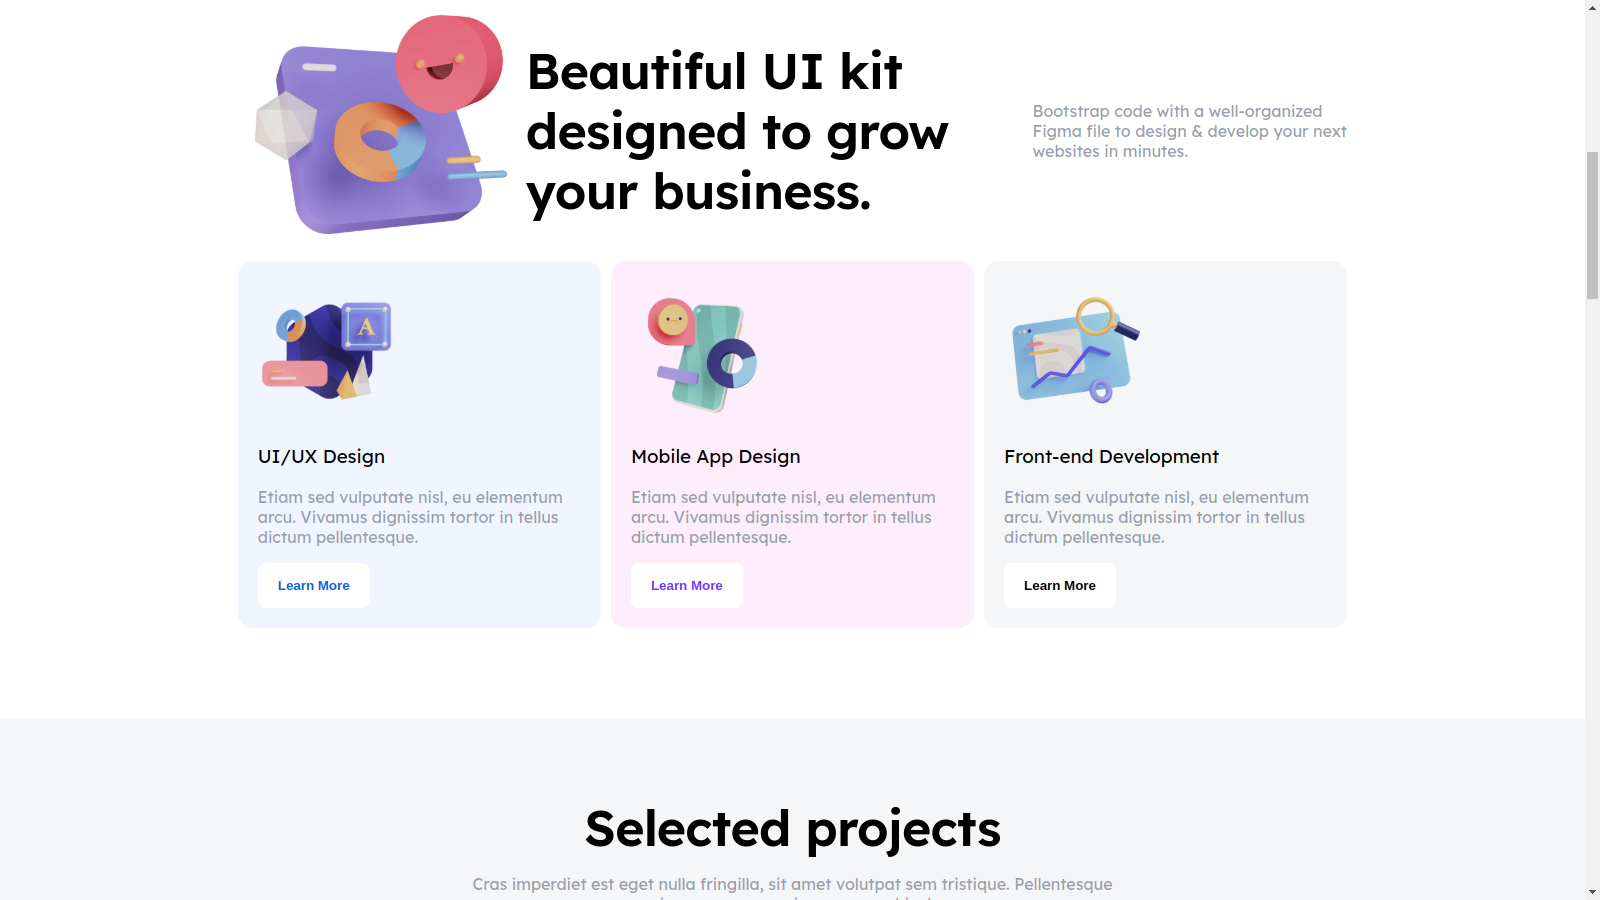 Beautiful UI kit
designed to grow
your business.
Bootstrap code with a well-organized
Figma file to design & develop your next
websites in minutes.
A
UI/UX Design
Etiam sed vulputate nisl, eu elementum
arcu. Vivamus dignissim tortor in tellus
dictum pellentesque.
Learn More
Mobile App Design
Etiam sed vulputate nisl, eu elementum
arcu. Vivamus dignissim tortor in tellus
dictum pellentesque.
Learn More
Front-end Development
Etiam sed vulputate nisl, eu elementum
arcu. Vivamus dignissim tortor in tellus
dictum pellentesque.
Learn More
Selected projects
Cras imperdiet est eget nulla fringilla, sit amet volutpat sem tristique. Pellentesque